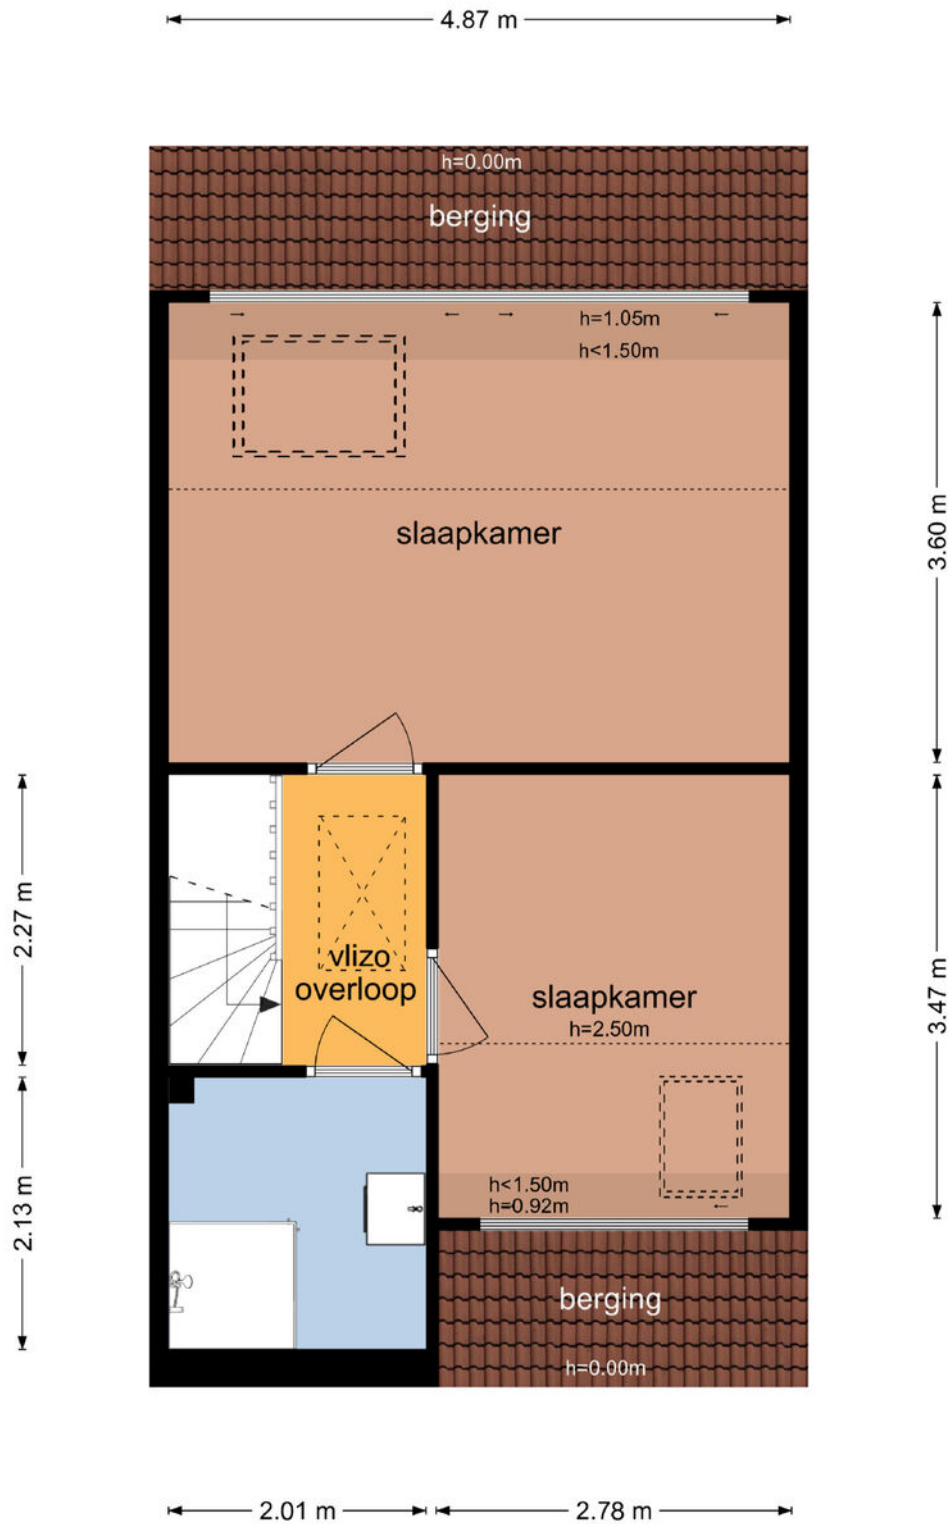 4.87 m
h=0.00m
berging
h=1.05m
h<1.50m
3.60 m
slaapkamer
2.27 m
vlizo
overloop
slaapkamer
h=2.50m
3.47 m
2.13 m
h<1.50m
h=0.92m
berging
h=0.00m
2.01 m
2.78 m